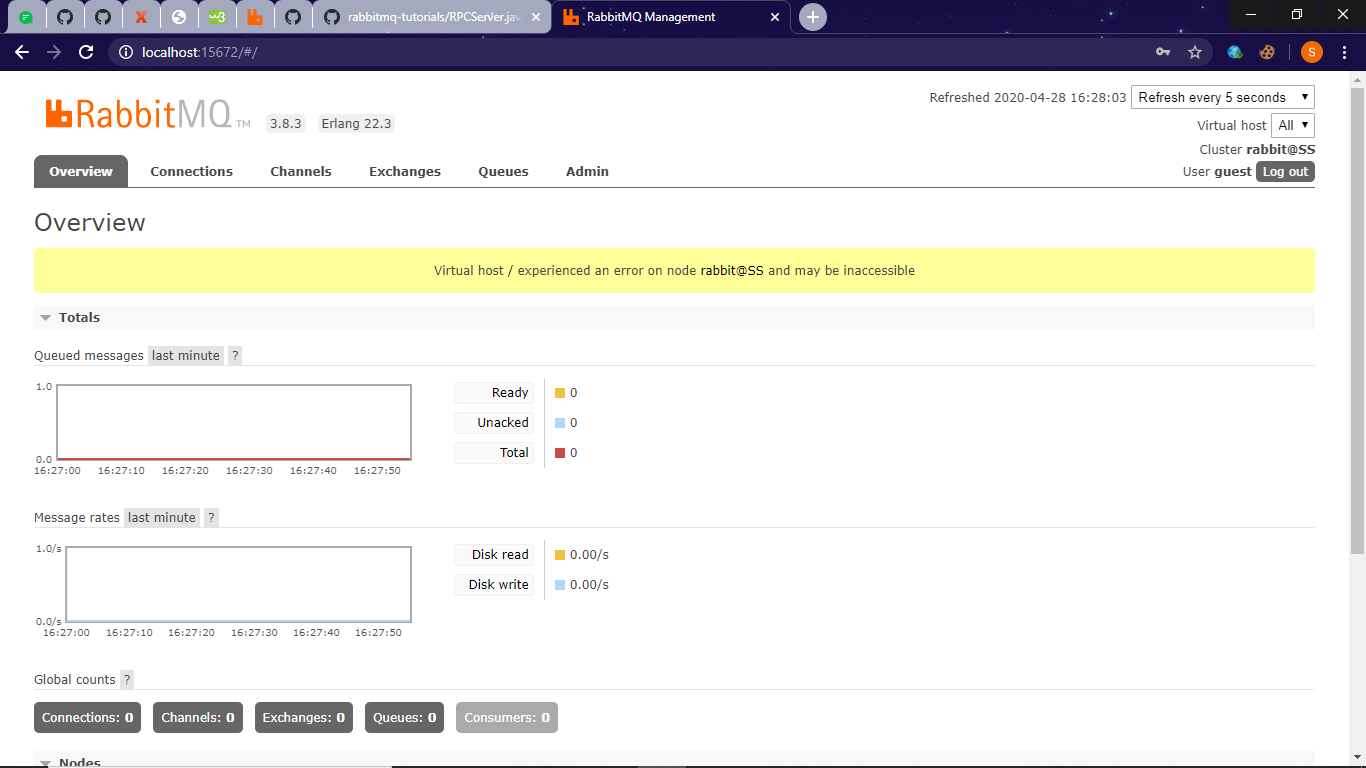 rabbitmq-tutorials/RPCServer.jav
RabbitMQ Management
localhost:15672/#/
S
RabbitMQ TM
3.8.3
Erlang 22.3
Refreshed 2020-04-28 16:28:03
Refresh every 5 seconds
Virtual host All
Cluster rabbit@SS
User guest Log out
Overview Connections Channels Exchanges Queues Admin
Overview
Virtual host / experienced an error on node rabbit@SS and may be inaccessible
Totals
Queued messages last minute ?
1.0
0.0
16:27:00 16:27:10 16:27:20 16:27:30 16:27:40 16:27:50
Ready 0
Unacked 0
Total 0
Message rates last minute ?
1.0/s
0.0/s
16:27:00 16:27:10 16:27:20 16:27:30 16:27:40 16:27:50
Disk read 0.00/s
Disk write 0.00/s
Global counts ?
Connections: 0 Channels: 0 Exchanges: 0 Queues: 0 Consumers: 0
Nodes